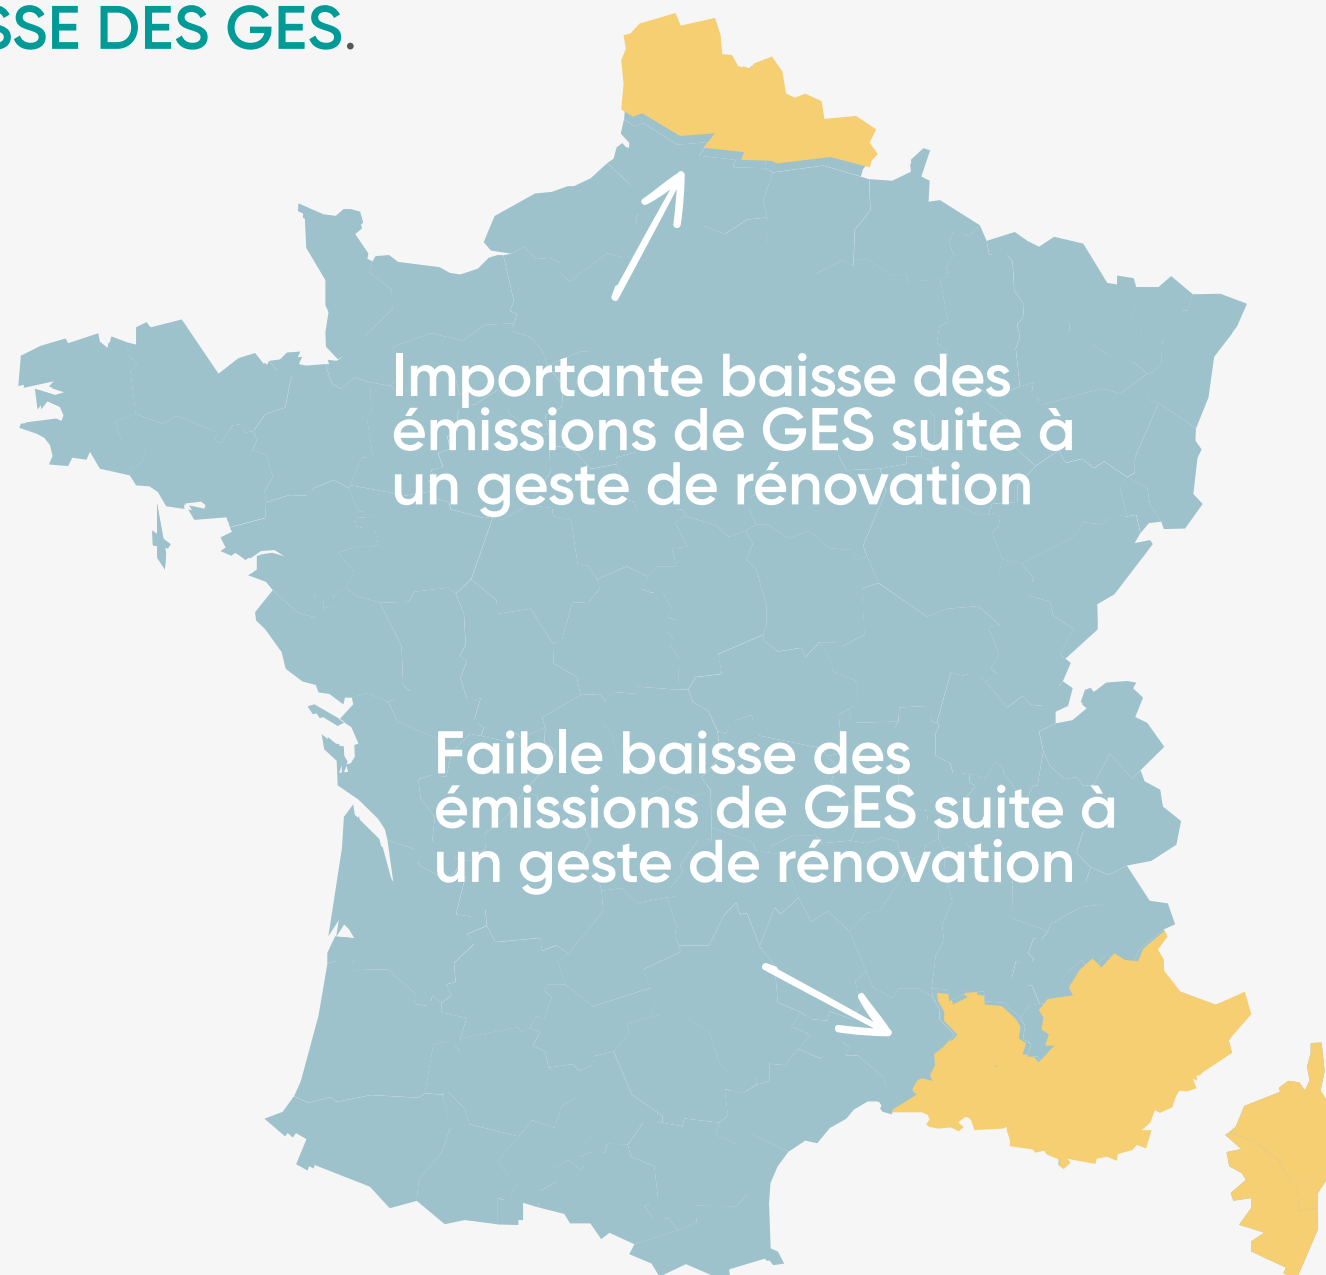 SSE DES GES.
Importante baisse des
émissions de GES suite à
un geste de rénovation
Faible baisse des
émissions de GES suite à
un geste de rénovation